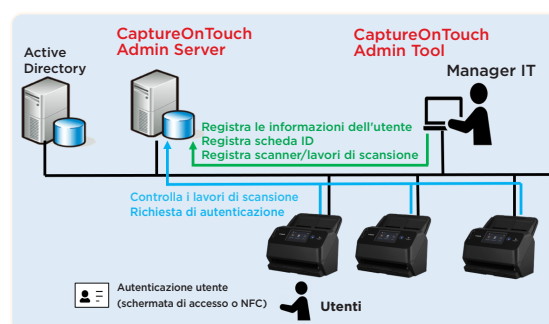 Active
Directory
CaptureOnTouch
Admin Server
CaptureOnTouch
Admin Tool
Manager IT
Registra le informazioni dell'utente
Registra scheda ID
Registra scanner/lavori di scansione
Controlla i lavori di scansione
Richiesta di autenticazione
Autenticazione utente
(schermata di accesso o NFC)
Utenti